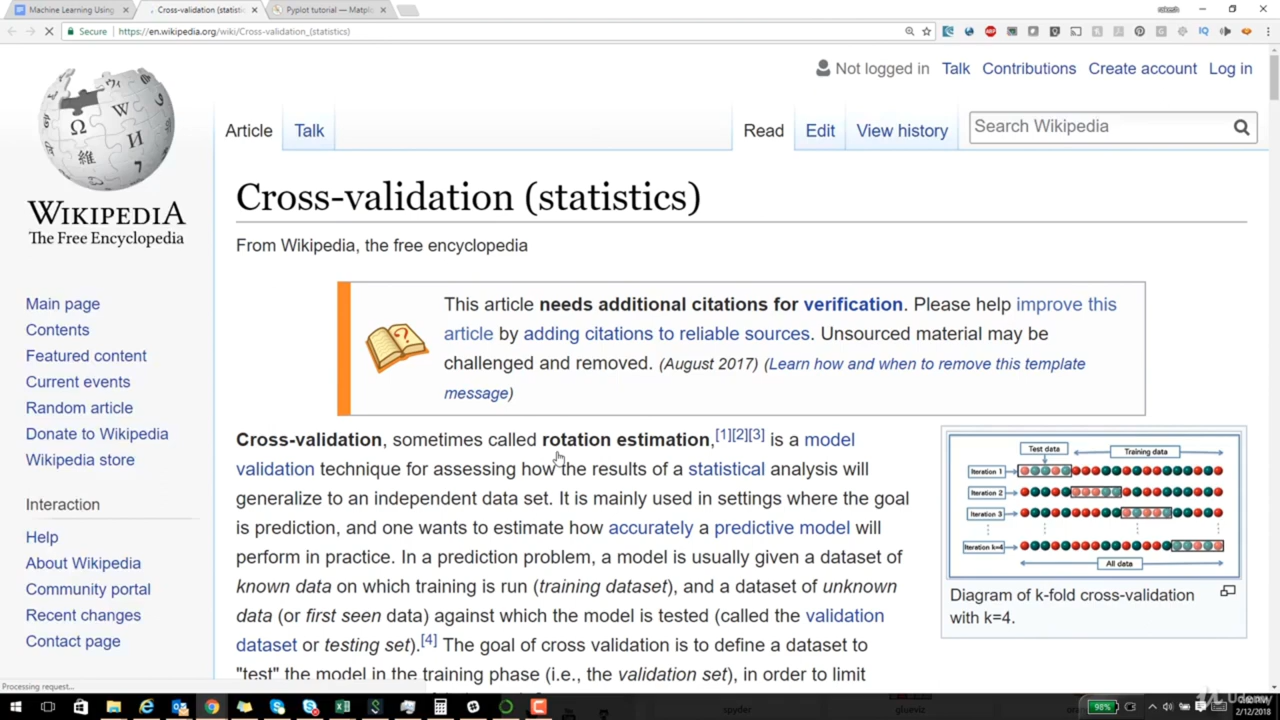 Machine Learning Using
Cross-validation (statistic
Pyplot tutorial — Matpl
rakesh
Secure
https://en.wikipedia.org/wiki/Cross-validation_(statistics)
Not logged in Talk Contributions Create account Log in
Article Talk Read Edit View history Search Wikipedia
WIKIPEDIA
The Free Encyclopedia
Cross-validation (statistics)
From Wikipedia, the free encyclopedia
Main page
Contents
Featured content
Current events
Random article
Donate to Wikipedia
Wikipedia store
Interaction
Help
About Wikipedia
Community portal
Recent changes
Contact page
This article needs additional citations for verification. Please help improve this
article by adding citations to reliable sources. Unsourced material may be
challenged and removed. (August 2017) (Learn how and when to remove this template
message)
Cross-validation, sometimes called rotation estimation,[1][2][3] is a model
validation technique for assessing how the results of a statistical analysis will
generalize to an independent data set. It is mainly used in settings where the goal
is prediction, and one wants to estimate how accurately a predictive model will
perform in practice. In a prediction problem, a model is usually given a dataset of
known data on which training is run (training dataset), and a dataset of unknown
data (or first seen data) against which the model is tested (called the validation
dataset or testing set).[4] The goal of cross validation is to define a dataset to
"test" the model in the training phase (i.e., the validation set), in order to limit
Test data
Training data
Iteration 1
Iteration 2
Iteration 3
Iteration k=4
All data
Diagram of k-fold cross-validation
with k=4.
Processing request...
spyder
glueviz
98%
Udemy
2/12/2018